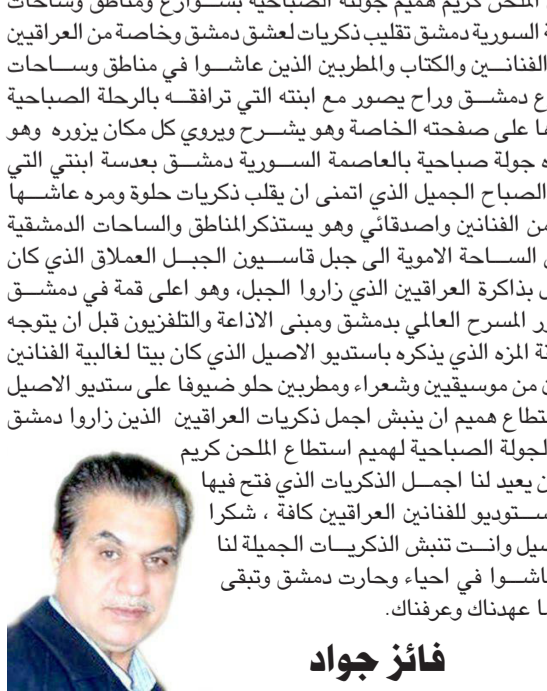 الملحن كريم هميم جولته الصباحية بشوارع ومناطق وساحات
السورية دمشق تقليب ذكريات لعشق دمشق وخاصة من العراقيين
الفنانين والكتاب والمطربين الذين عاشوا في مناطق وساحات
دمشق وراح يصور مع ابنته التي ترافقه بالرحلة الصباحية
على صفحته الخاصة وهو يشرح ويروي كل مكان يزوره وهو
جولة صباحية بالعاصمة السورية دمشق بعدسة ابنتي التي
الصباح الجميل الذي اتمنى ان يقلب ذكريات حلوة ومره عاشها
من الفنانين واصدقائي وهو يستذكر المناطق والساحات الدمشقية
الساحة الاموية الى جبل قاسيون الجبل العملاق الذي كان
بذاكرة العراقيين الذي زاروا الجبل، وهو اعلى قمة في دمشق
المسرح العالمي بدمشق ومبنى الاذاعة والتلفزيون قبل ان يتوجه
المزه الذي يذكره باستديو الاصيل الذي كان بيتا لغالبية الفنانين
من موسيقيين وشعراء ومطربين حلو ضيوفا على ستديو الاصيل
هميم ان ينبش اجمل ذكريات العراقيين الذين زاروا دمشق
الصباحية لهميم استطاع الملحن كريم
يعيد لنا اجمل الذكريات الذي فتح فيها
للفنانين العراقيين كافة ، شكرا
وانت تنبش الذكريات الجميلة لنا
في احياء وحارت دمشق وتبقى
عهدناك وعرفناك.
فائز جواد